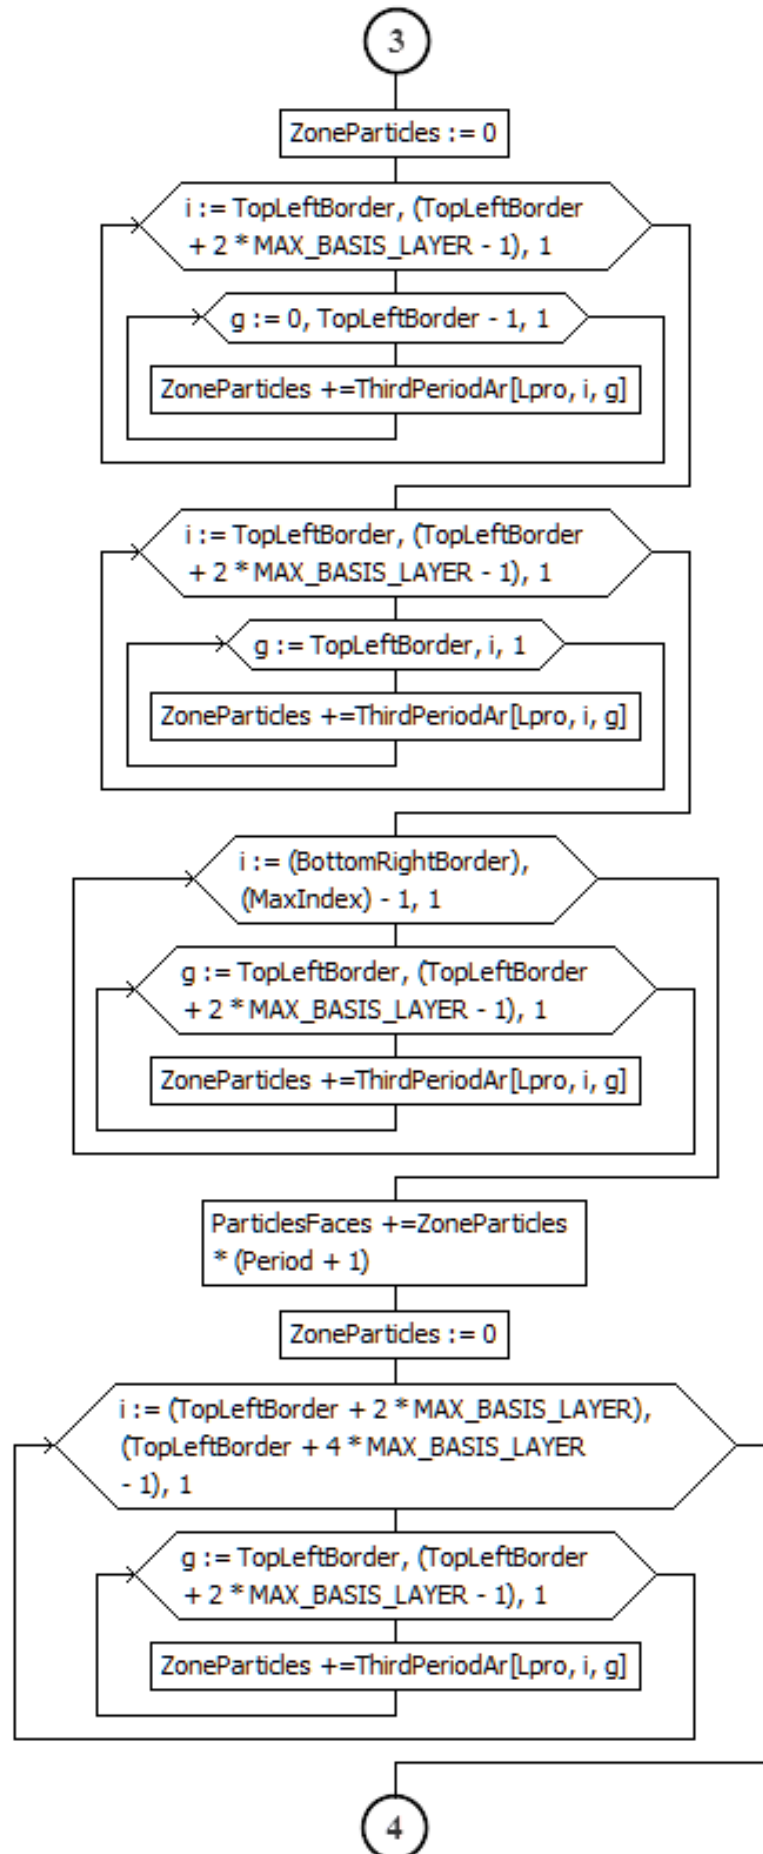 3
ZoneParticles := 0
i := TopLeftBorder, (TopLeftBorder
+ 2 * MAX_BASIS_LAYER - 1), 1
g := 0, TopLeftBorder - 1, 1
ZoneParticles +=ThirdPeriodAr[Lpro, i, g]
i := TopLeftBorder, (TopLeftBorder
+ 2 * MAX_BASIS_LAYER - 1), 1
g := TopLeftBorder, i, 1
ZoneParticles +=ThirdPeriodAr[Lpro, i, g]
i := (BottomRightBorder),
(MaxIndex) - 1, 1
g := TopLeftBorder, (TopLeftBorder
+ 2 * MAX_BASIS_LAYER - 1), 1
ZoneParticles +=ThirdPeriodAr[Lpro, i, g]
ParticlesFaces +=ZoneParticles
* (Period + 1)
ZoneParticles := 0
i := (TopLeftBorder + 2 * MAX_BASIS_LAYER),
(TopLeftBorder + 4 * MAX_BASIS_LAYER
- 1), 1
g := TopLeftBorder, (TopLeftBorder
+ 2 * MAX_BASIS_LAYER - 1), 1
ZoneParticles +=ThirdPeriodAr[Lpro, i, g]
4